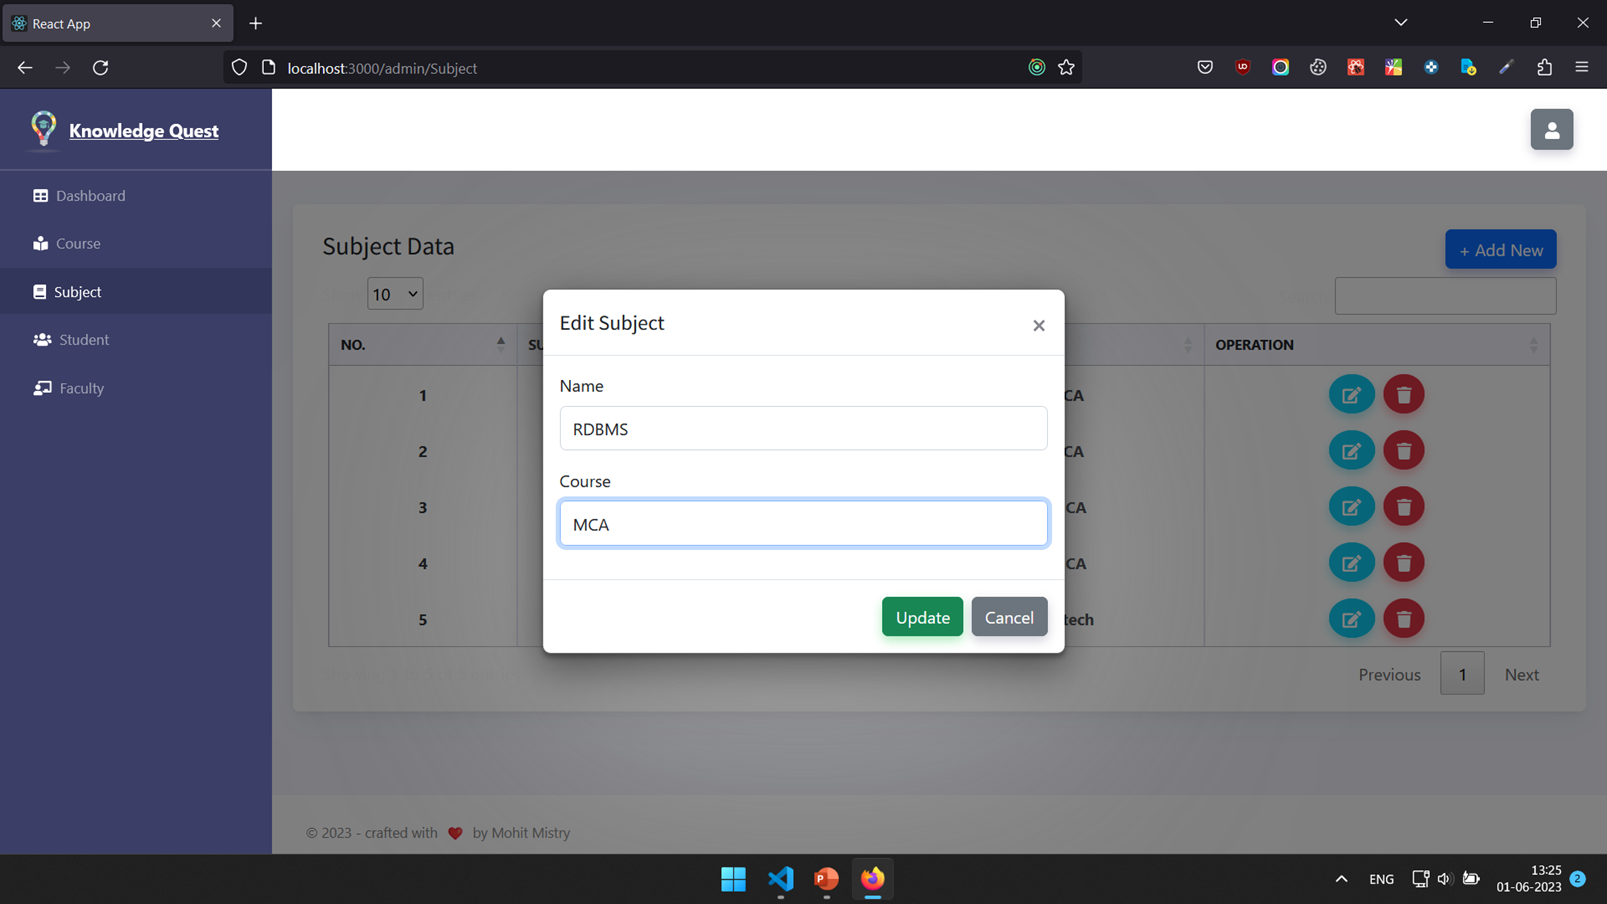 React App
localhost:3000/admin/Subject
Knowledge Quest
Dashboard
Course
Subject
Student
Faculty
Subject Data
+ Add New
10
NO.
SU
OPERATION
1
CA
2
CA
3
CA
4
CA
5
tech
Edit Subject
Name
RDBMS
Course
MCA
Update
Cancel
Previous
1
Next
© 2023 - crafted with
by Mohit Mistry
ENG
13:25
01-06-2023
2